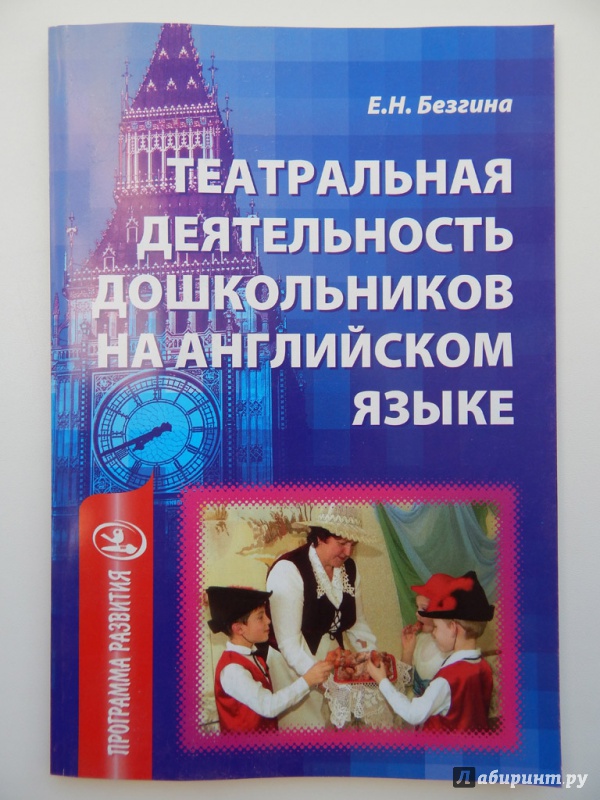 Е.Н. Безгина
ТЕАТРАЛЬНАЯ
ДЕЯТЕЛЬНОСТЬ
ДОШКОЛЬНИКОВ
НА АНГЛИЙСКОМ
ЯЗЫКЕ
ПРОГРАММА РАЗВИТИЯ
Лабиринт.ру